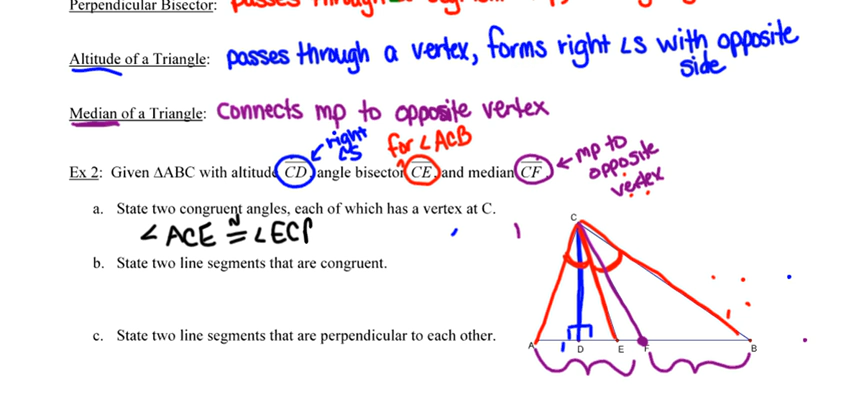 Perpendicular Bisector: passes through
Altitude of a Triangle: passes through a vertex, forms right ∠s with opposite
side
Median of a Triangle: Connects mp to opposite vertex
right
∠s
for ∠ACB
mp to
opposite
vertex
Ex 2: Given ΔABC with altitude CD, angle bisector CE, and median CF
a. State two congruent angles, each of which has a vertex at C.
∠ACE ≅ ∠EC
b. State two line segments that are congruent.
c. State two line segments that are perpendicular to each other.
C
A D E F B